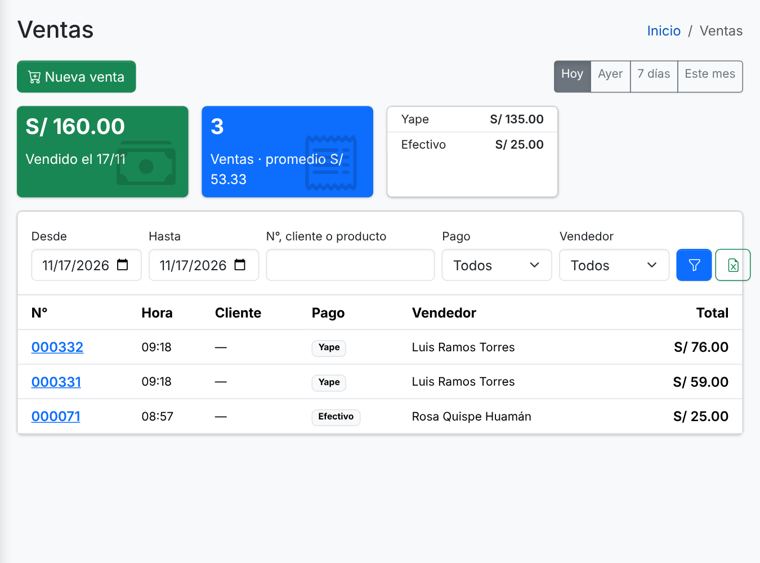 Ventas
Inicio / Ventas
Nueva venta
Hoy Ayer 7 días Este mes
S/ 160.00
Vendido el 17/11
3
Ventas · promedio S/
53.33
Yape S/ 135.00
Efectivo S/ 25.00
Desde Hasta N°, cliente o producto Pago Vendedor
11/17/2026 11/17/2026 Todos Todos
N° Hora Cliente Pago Vendedor Total
000332 09:18 — Yape Luis Ramos Torres S/ 76.00
000331 09:18 — Yape Luis Ramos Torres S/ 59.00
000071 08:57 — Efectivo Rosa Quispe Huamán S/ 25.00